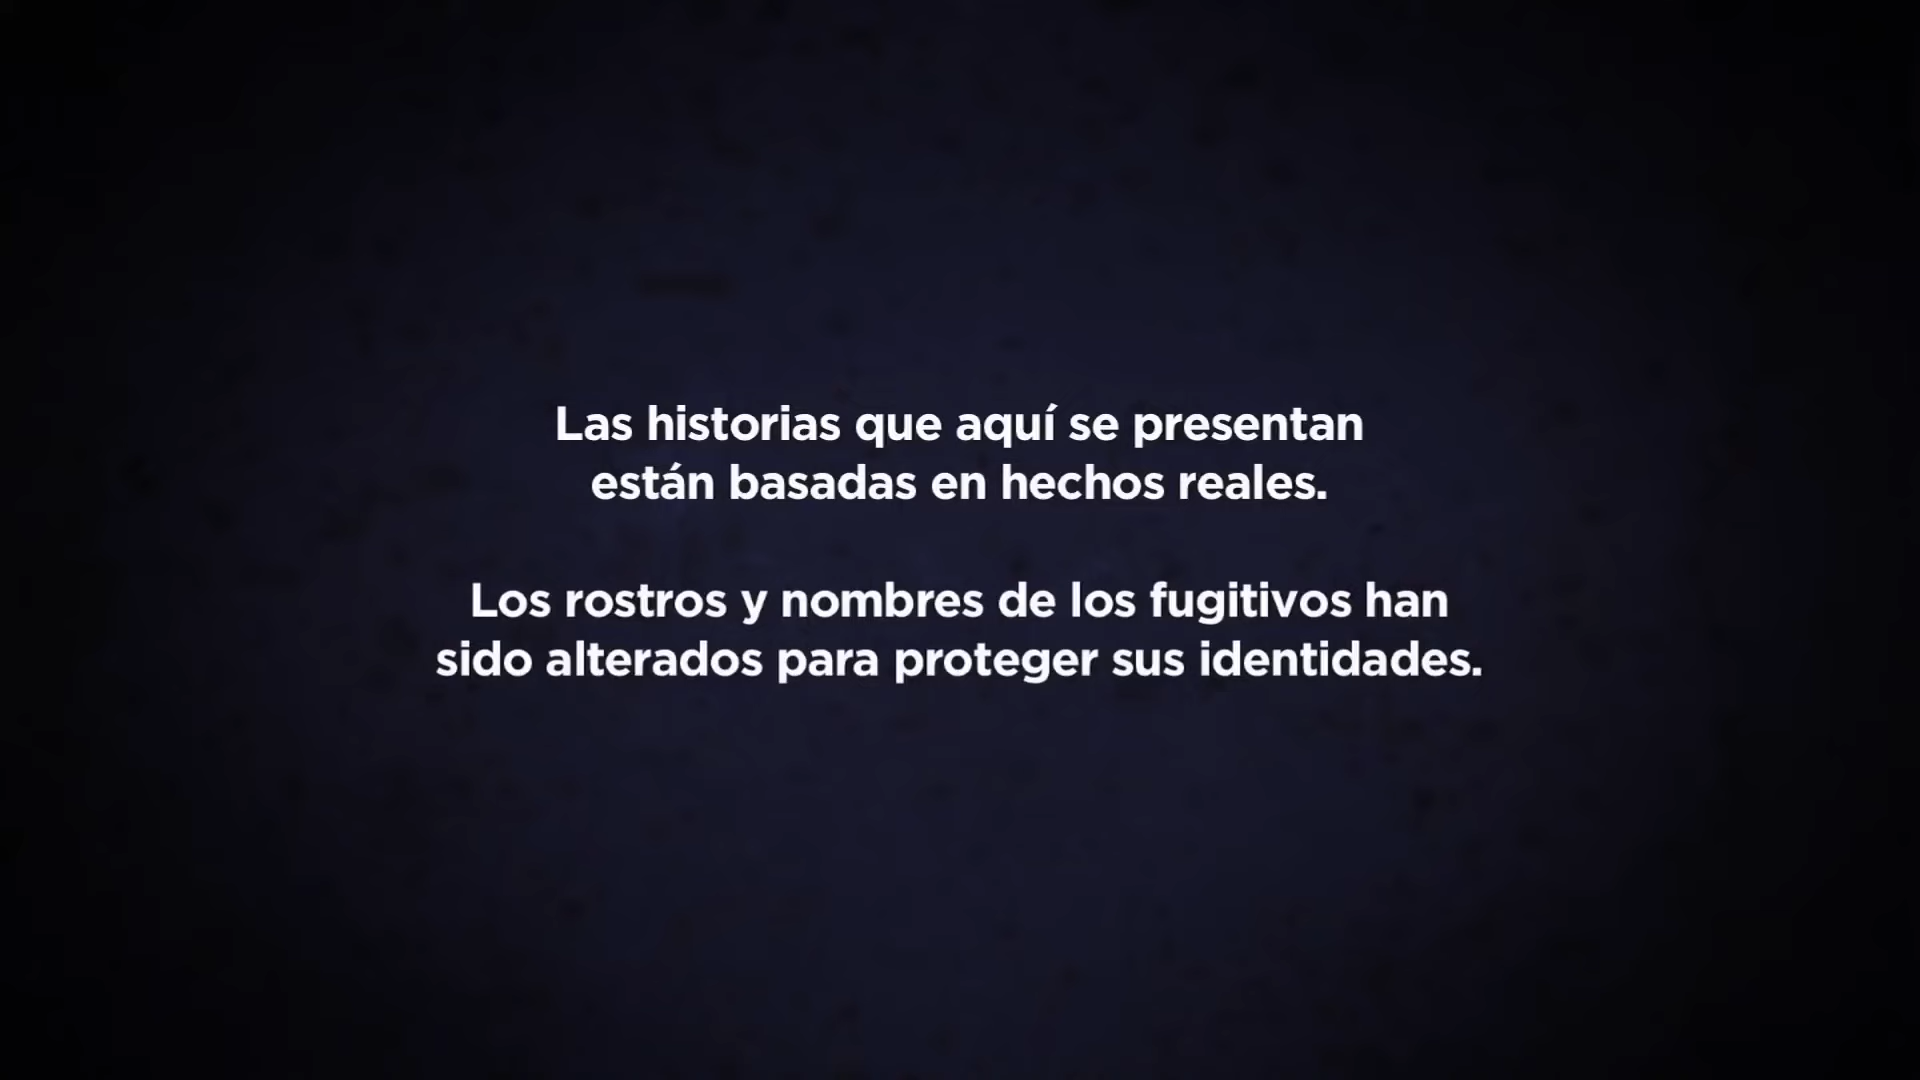 Las historias que aquí se presentan
están basadas en hechos reales.
Los rostros y nombres de los fugitivos han
sido alterados para proteger sus identidades.